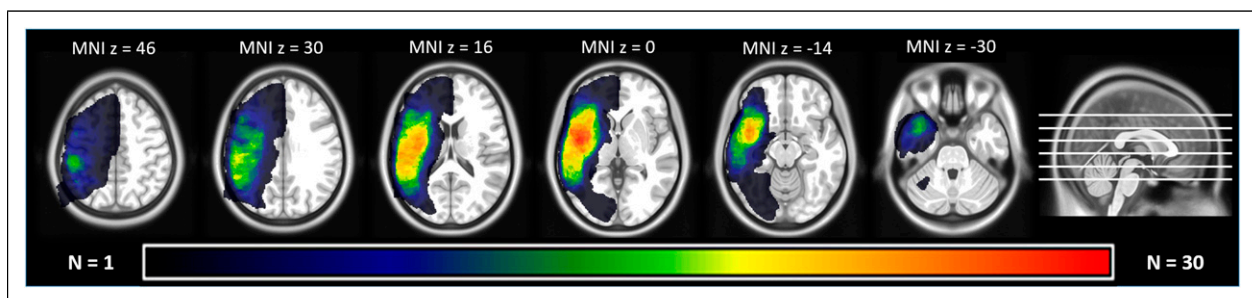 MNI z = 46
MNI z = 30
MNI z = 16
MNI z = 0
MNI z = -14
MNI z = -30
N = 1
N = 30